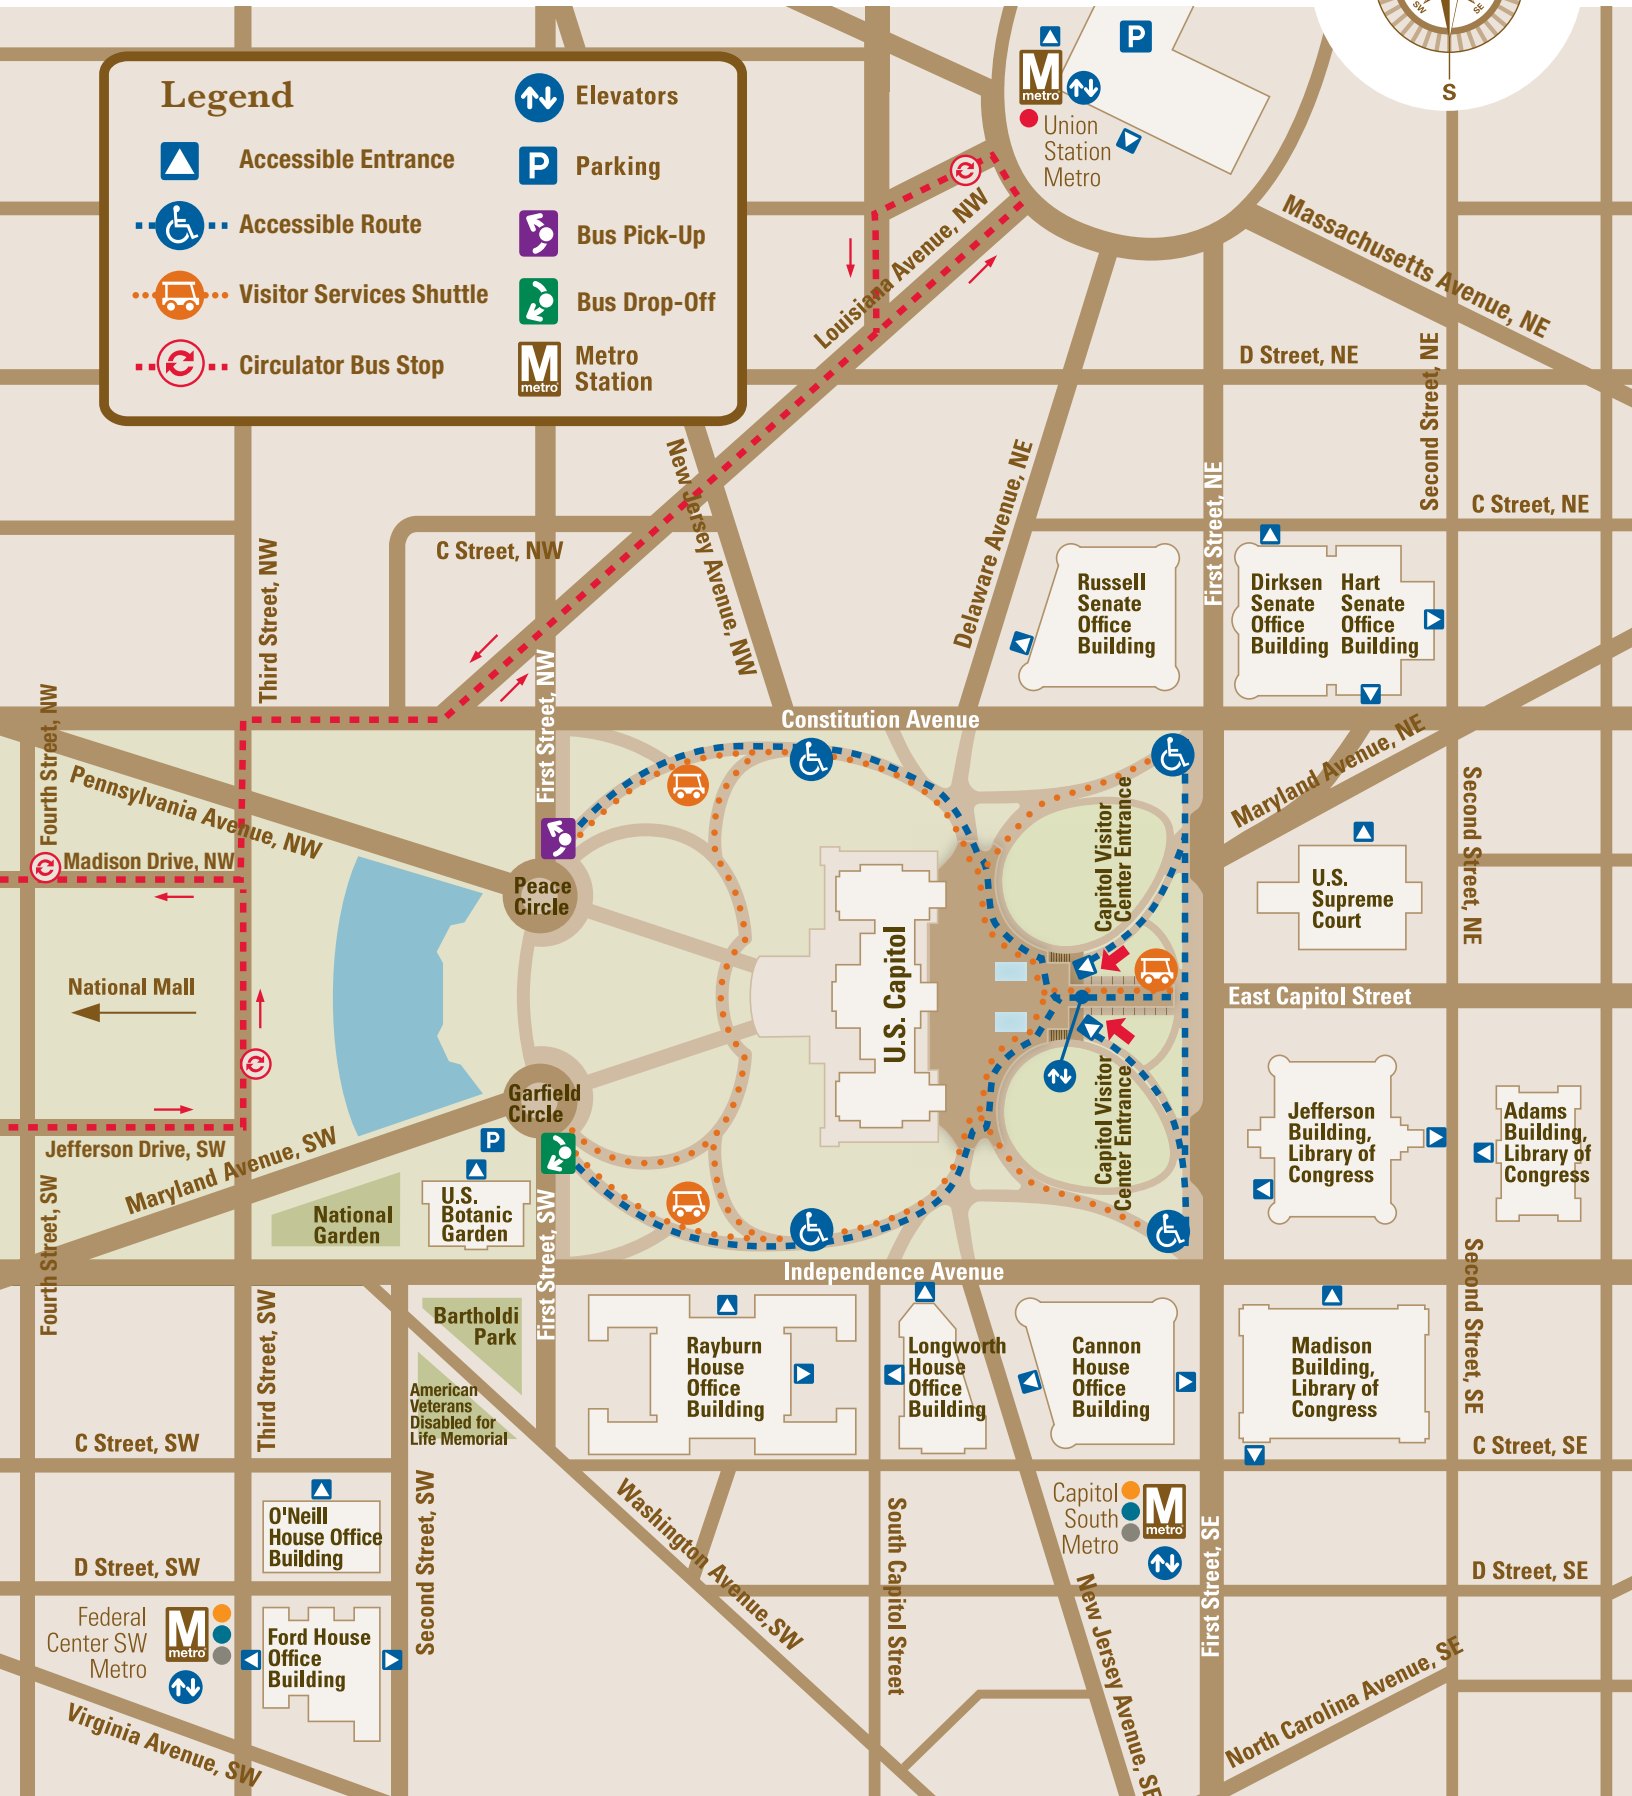 SW
SE
S
Legend
Accessible Entrance
Accessible Route
Visitor Services Shuttle
Circulator Bus Stop
Elevators
P
Parking
Bus Pick-Up
Bus Drop-Off
M
metro
Metro
Station
P
M
metro
Union
Station
Metro
Louisiana Avenue, NW
Massachusetts Avenue, NE
D Street, NE
Second Street, NE
C Street, NE
First Street, NE
Delaware Avenue, NE
New Jersey Avenue, NW
C Street, NW
Third Street, NW
First Street, NW
Fourth Street, NW
Russell
Senate
Office
Building
Dirksen
Senate
Office
Building
Hart
Senate
Office
Building
Constitution Avenue
Maryland Avenue, NE
Pennsylvania Avenue, NW
Madison Drive, NW
Peace
Circle
National Mall
U.S. Capitol
Capitol Visitor
Center Entrance
Capitol Visitor
Center Entrance
U.S.
Supreme
Court
Second Street, NE
East Capitol Street
Garfield
Circle
P
Jefferson Drive, SW
Maryland Avenue, SW
Fourth Street, SW
National
Garden
U.S.
Botanic
Garden
First Street, SW
Jefferson
Building,
Library of
Congress
Adams
Building,
Library of
Congress
Second Street, SE
Independence Avenue
Third Street, SW
Bartholdi
Park
American
Veterans
Disabled for
Life Memorial
Rayburn
House
Office
Building
Longworth
House
Office
Building
Cannon
House
Office
Building
Madison
Building,
Library of
Congress
C Street, SW
C Street, SE
O'Neill
House Office
Building
Second Street, SW
Washington Avenue, SW
South Capitol Street
Capitol
South
Metro
M
metro
New Jersey Avenue, SE
First Street, SE
D Street, SW
D Street, SE
Federal
Center SW
Metro
M
metro
Ford House
Office
Building
Virginia Avenue, SW
North Carolina Avenue, SE